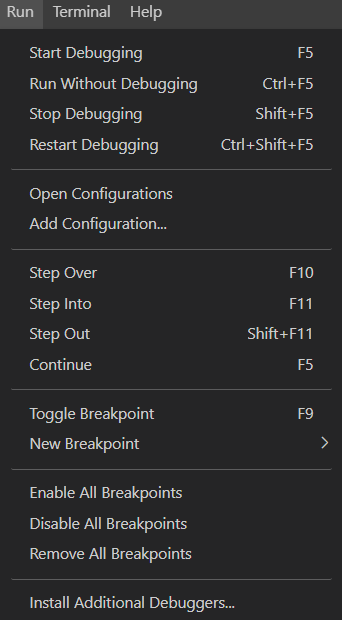 Run Terminal Help
Start Debugging F5
Run Without Debugging Ctrl+F5
Stop Debugging Shift+F5
Restart Debugging Ctrl+Shift+F5
Open Configurations
Add Configuration...
Step Over F10
Step Into F11
Step Out Shift+F11
Continue F5
Toggle Breakpoint F9
New Breakpoint
Enable All Breakpoints
Disable All Breakpoints
Remove All Breakpoints
Install Additional Debuggers...